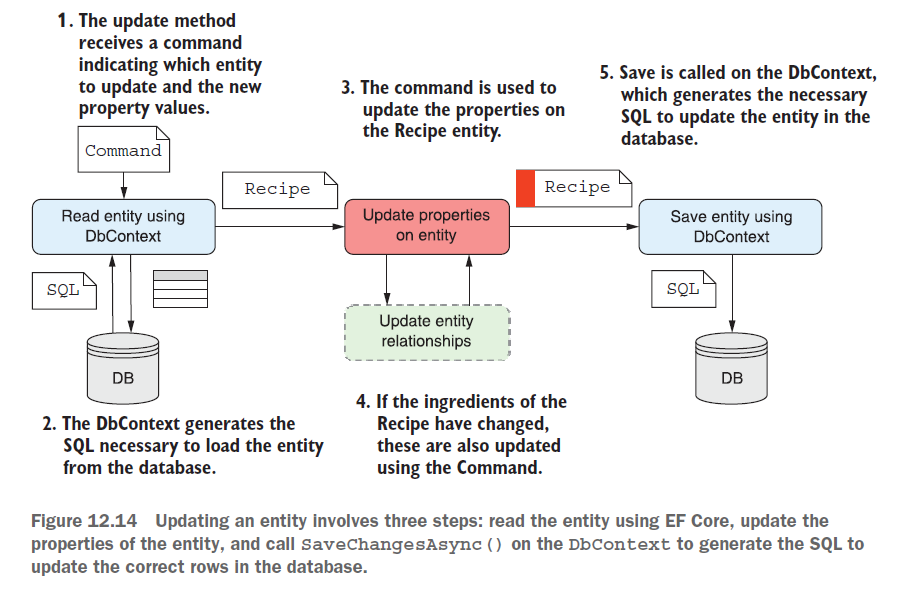 1. The update method
receives a command
indicating which entity
to update and the new
property values.
3. The command is used to
update the properties on
the Recipe entity.
5. Save is called on the DbContext,
which generates the necessary
SQL to update the entity in the
database.
Command
Recipe
Recipe
Read entity using
DbContext
Update properties
on entity
Save entity using
DbContext
SQL
SQL
Update entity
relationships
DB
DB
2. The DbContext generates the
SQL necessary to load the entity
from the database.
4. If the ingredients of the
Recipe have changed,
these are also updated
using the Command.
Figure 12.14 Updating an entity involves three steps: read the entity using EF Core, update the
properties of the entity, and call SaveChangesAsync() on the DbContext to generate the SQL to
update the correct rows in the database.